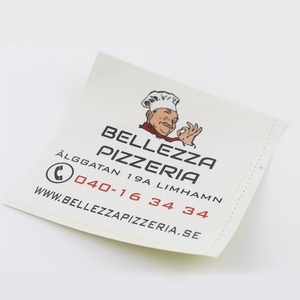 BELLEZZA
PIZZERIA
ÄLGGATAN 19A LIMHAMN
040-16 34 34
WWW.BELLEZZAPIZZERIA.SE